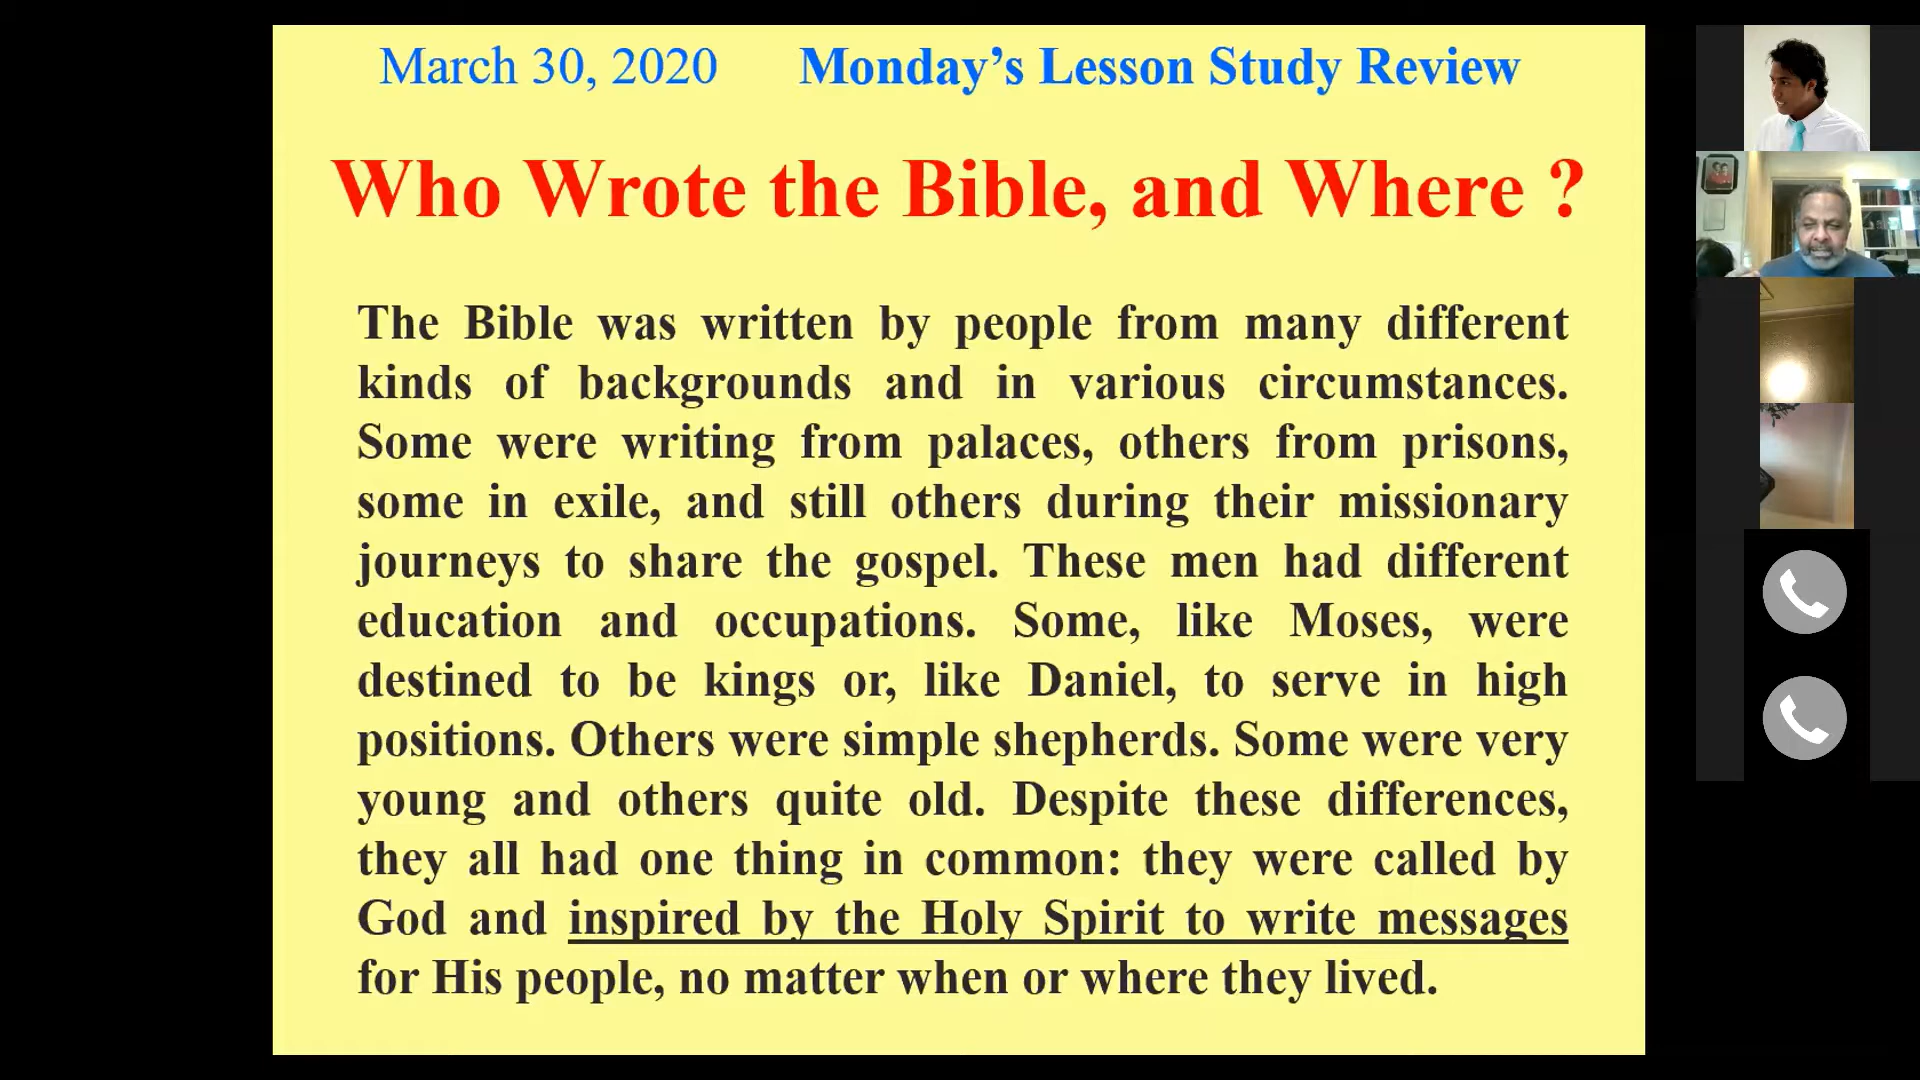 March 30, 2020 Monday’s Lesson Study Review
Who Wrote the Bible, and Where ?
The Bible was written by people from many different
kinds of backgrounds and in various circumstances.
Some were writing from palaces, others from prisons,
some in exile, and still others during their missionary
journeys to share the gospel. These men had different
education and occupations. Some, like Moses, were
destined to be kings or, like Daniel, to serve in high
positions. Others were simple shepherds. Some were very
young and others quite old. Despite these differences,
they all had one thing in common: they were called by
God and inspired by the Holy Spirit to write messages
for His people, no matter when or where they lived.